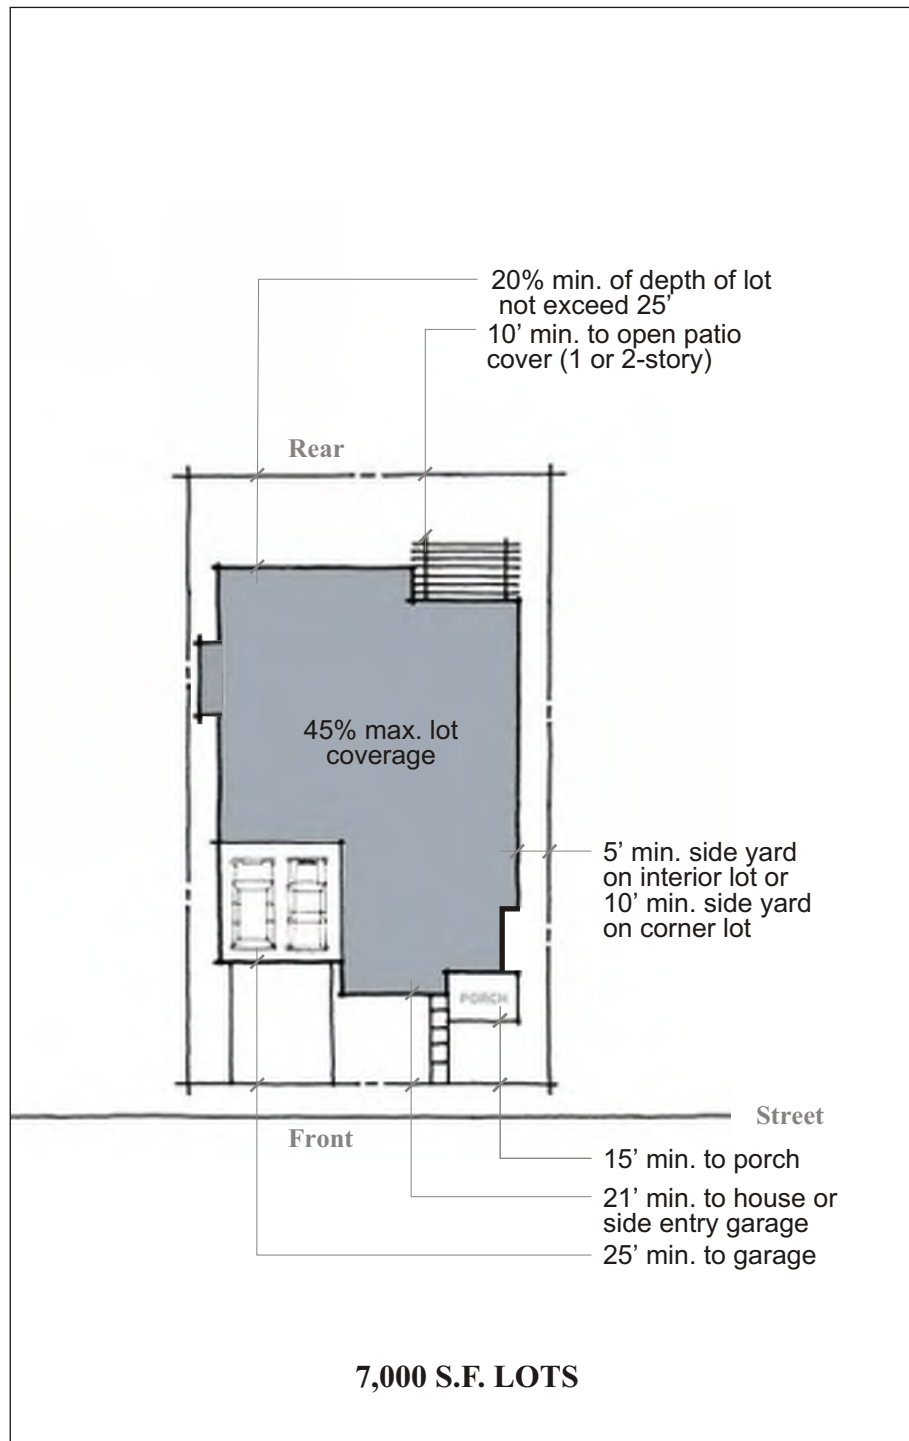 20% min. of depth of lot
not exceed 25’
10’ min. to open patio
cover (1 or 2-story)
Rear
45% max. lot
coverage
5’ min. side yard
on interior lot or
10’ min. side yard
on corner lot
PORCH
Street
Front
15’ min. to porch
21’ min. to house or
side entry garage
25’ min. to garage
7,000 S.F. LOTS